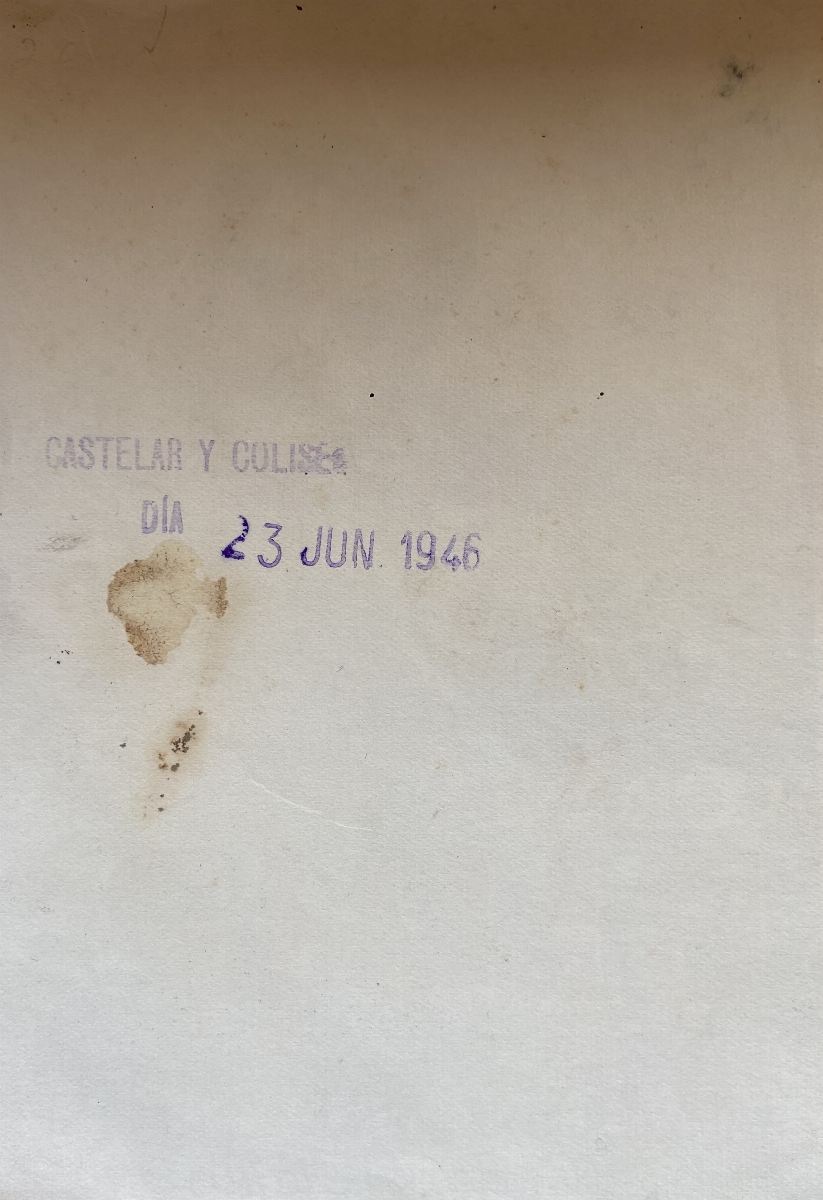 CASTELAR Y COLISEO
DÍA 23 JUN. 1946